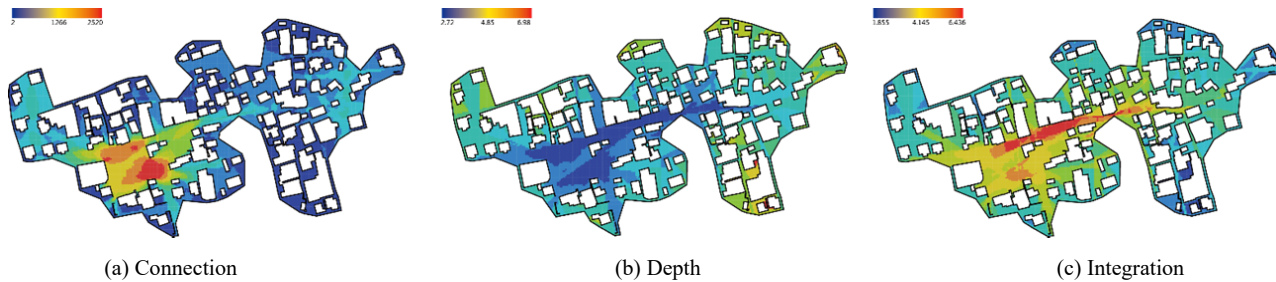 2 1266 2520
2.72 4.85 6.98
1.855 4.145 6.436
(a) Connection
(b) Depth
(c) Integration